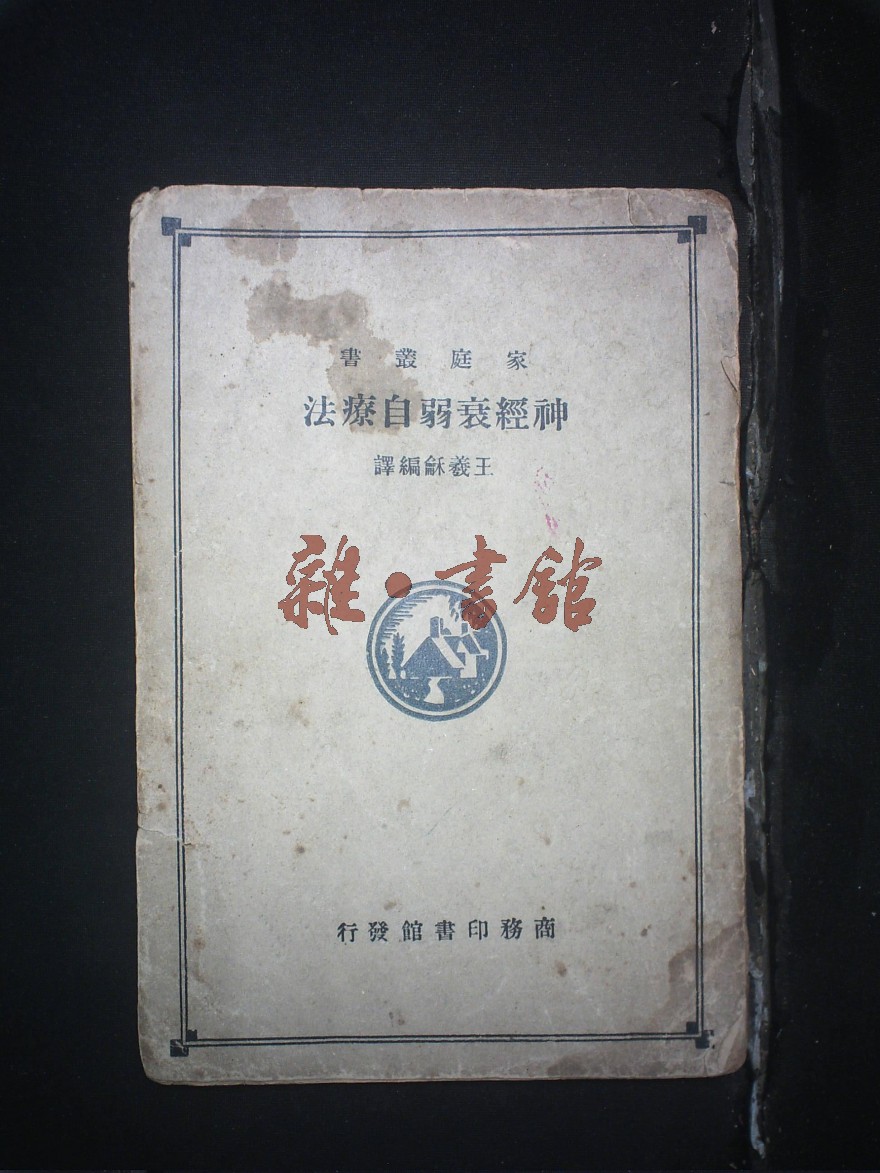 家庭叢書
神經衰弱自療法
王羲龢編譯
雜·書館
商務印書館發行